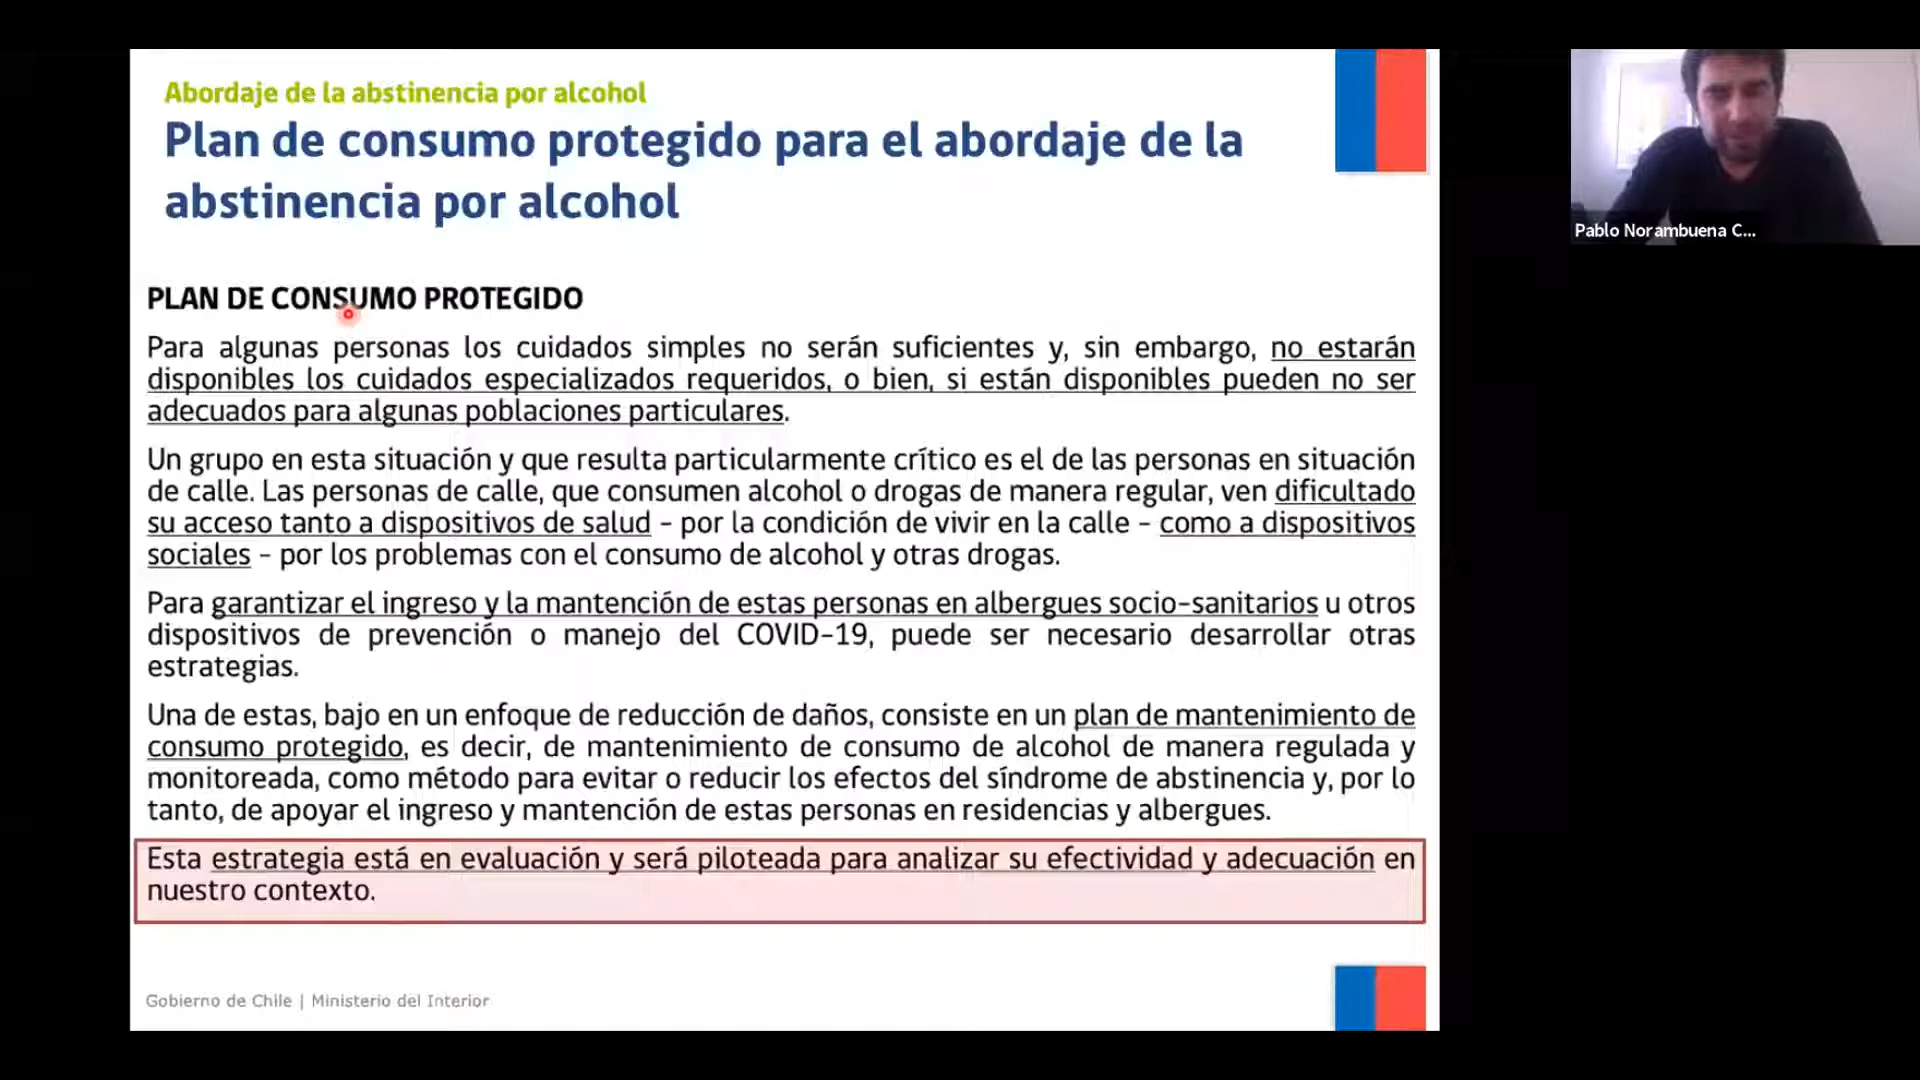 Abordaje de la abstinencia por alcohol
Plan de consumo protegido para el abordaje de la
abstinencia por alcohol
Pablo Norambuena C...
PLAN DE CONSUMO PROTEGIDO
Para algunas personas los cuidados simples no serán suficientes y, sin embargo, no estarán
disponibles los cuidados especializados requeridos, o bien, si están disponibles pueden no ser
adecuados para algunas poblaciones particulares.
Un grupo en esta situación y que resulta particularmente crítico es el de las personas en situación
de calle. Las personas de calle, que consumen alcohol o drogas de manera regular, ven dificultado
su acceso tanto a dispositivos de salud – por la condición de vivir en la calle – como a dispositivos
sociales – por los problemas con el consumo de alcohol y otras drogas.
Para garantizar el ingreso y la mantención de estas personas en albergues socio-sanitarios u otros
dispositivos de prevención o manejo del COVID-19, puede ser necesario desarrollar otras
estrategias.
Una de estas, bajo en un enfoque de reducción de daños, consiste en un plan de mantenimiento de
consumo protegido, es decir, de mantenimiento de consumo de alcohol de manera regulada y
monitoreada, como método para evitar o reducir los efectos del síndrome de abstinencia y, por lo
tanto, de apoyar el ingreso y mantención de estas personas en residencias y albergues.
Esta estrategia está en evaluación y será piloteada para analizar su efectividad y adecuación en
nuestro contexto.
Gobierno de Chile | Ministerio del Interior